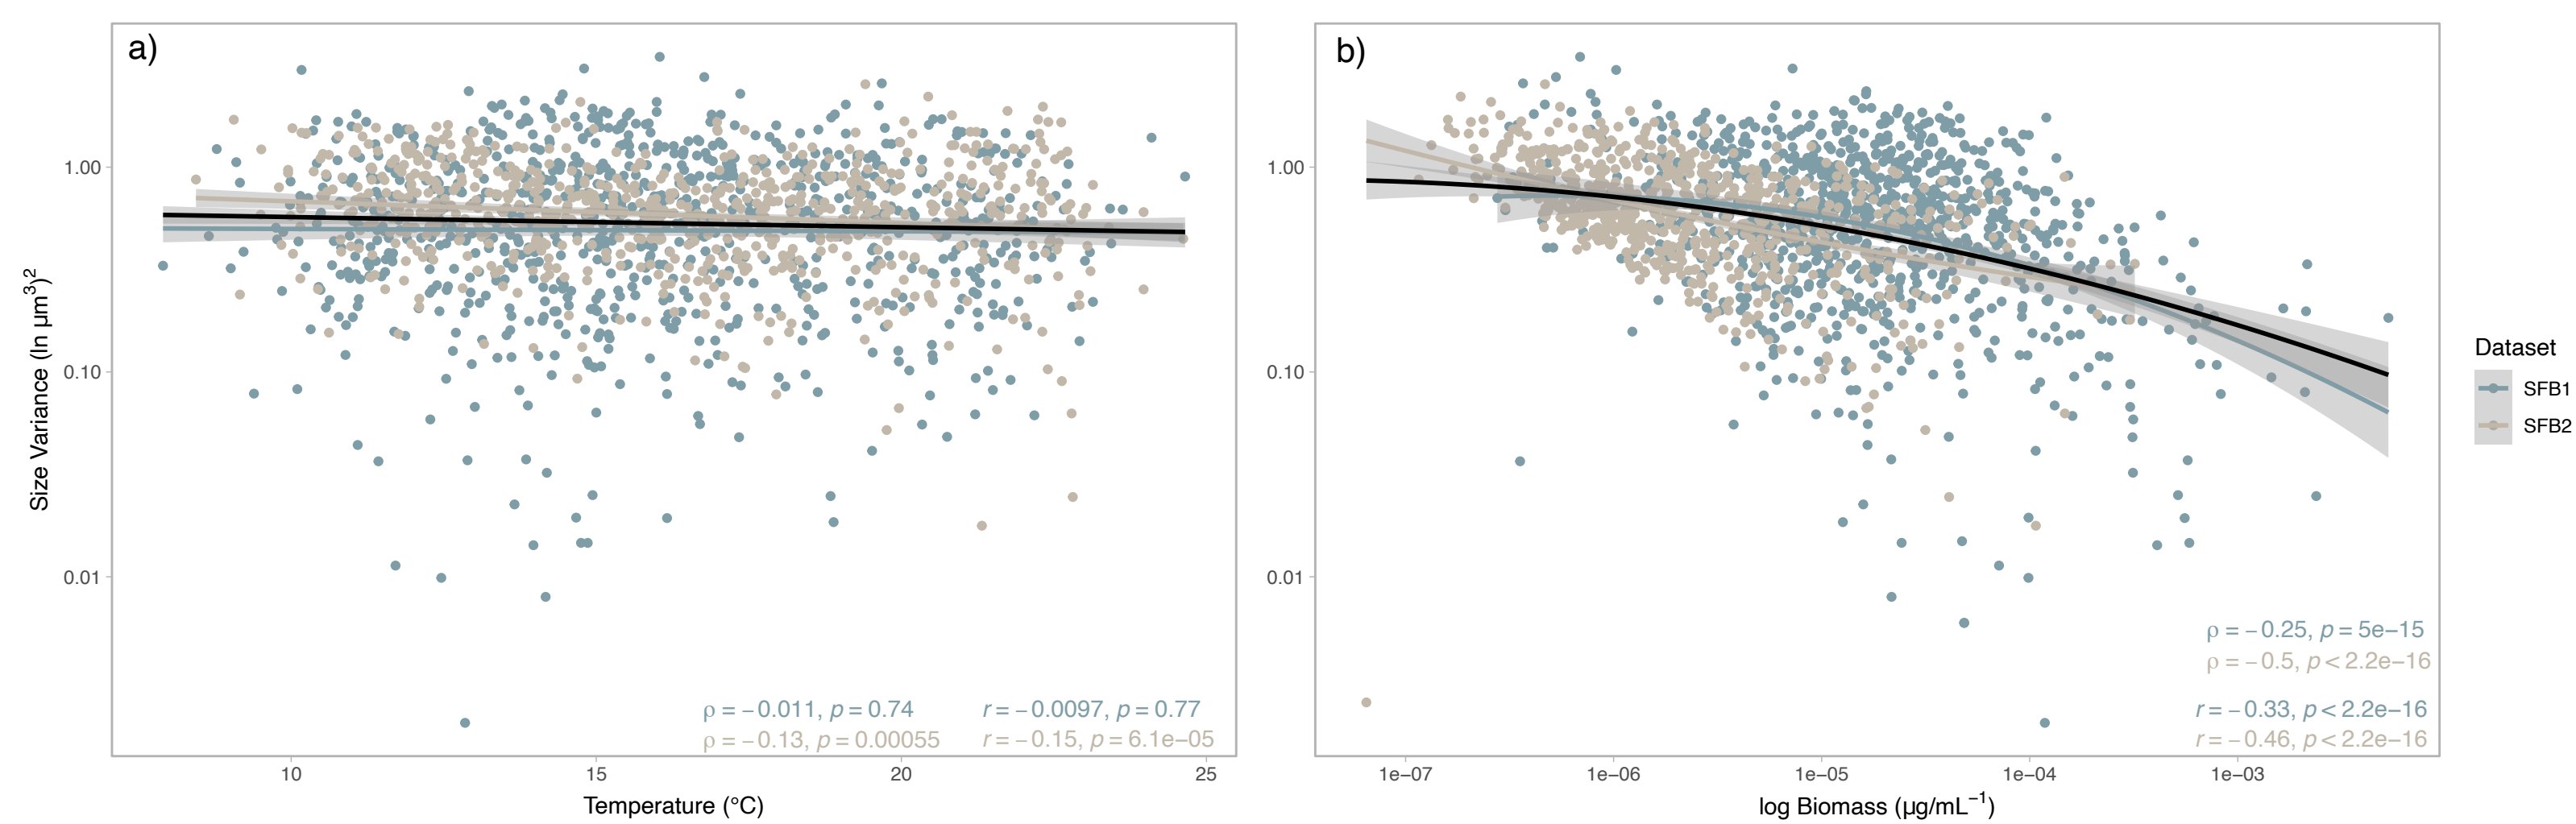 a)
Size Variance (ln µm³)²
1.00
0.10
0.01
ρ = −0.011, p = 0.74
r = −0.0097, p = 0.77
ρ = −0.13, p = 0.00055
r = −0.15, p = 6.1e−05
10
15
20
25
Temperature (°C)
b)
1.00
0.10
0.01
ρ = −0.25, p = 5e−15
ρ = −0.5, p < 2.2e−16
r = −0.33, p < 2.2e−16
r = −0.46, p < 2.2e−16
1e−07
1e−06
1e−05
1e−04
1e−03
log Biomass (µg/mL⁻¹)
Dataset
SFB1
SFB2